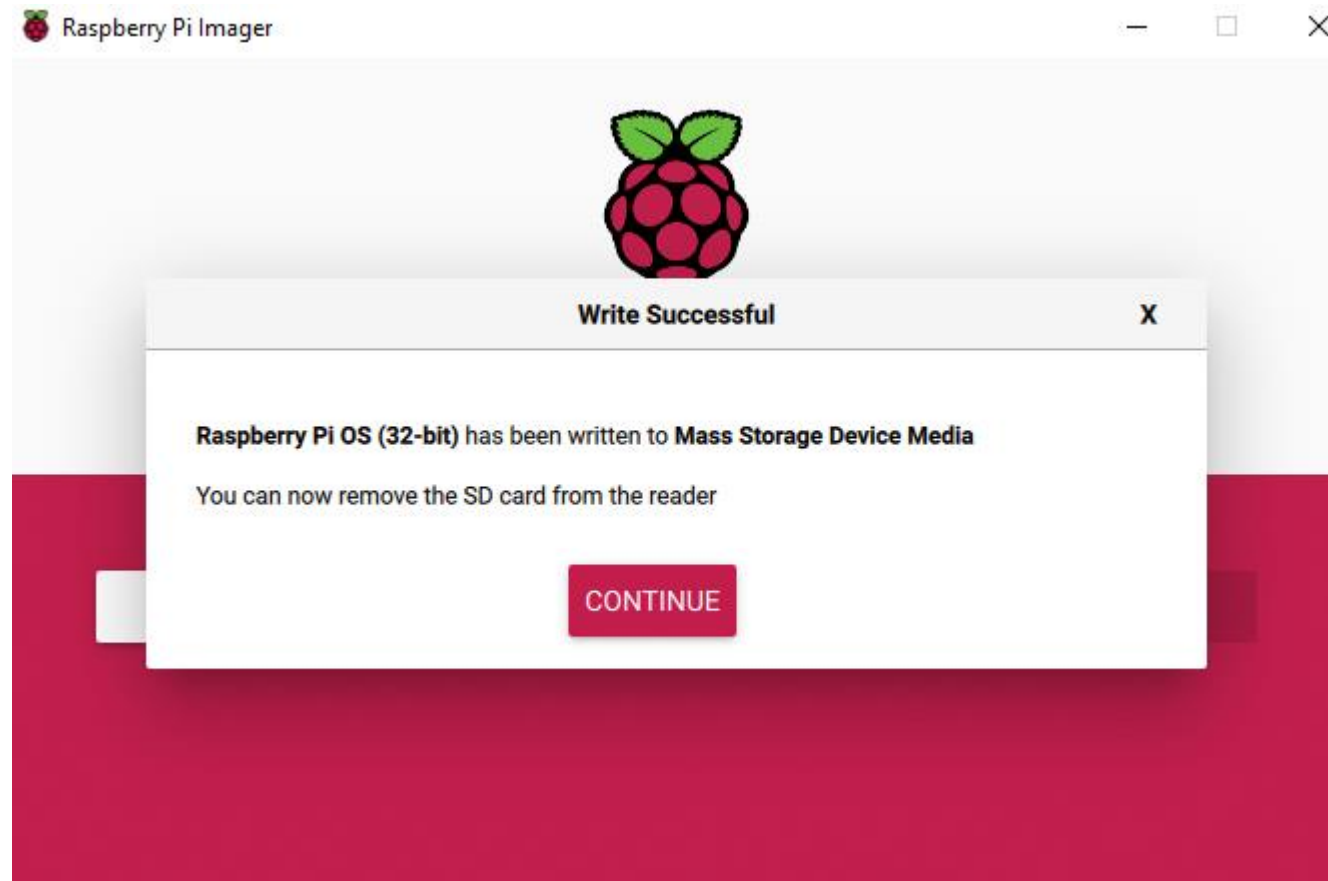 Raspberry Pi Imager
Write Successful
X
Raspberry Pi OS (32-bit) has been written to Mass Storage Device Media
You can now remove the SD card from the reader
CONTINUE